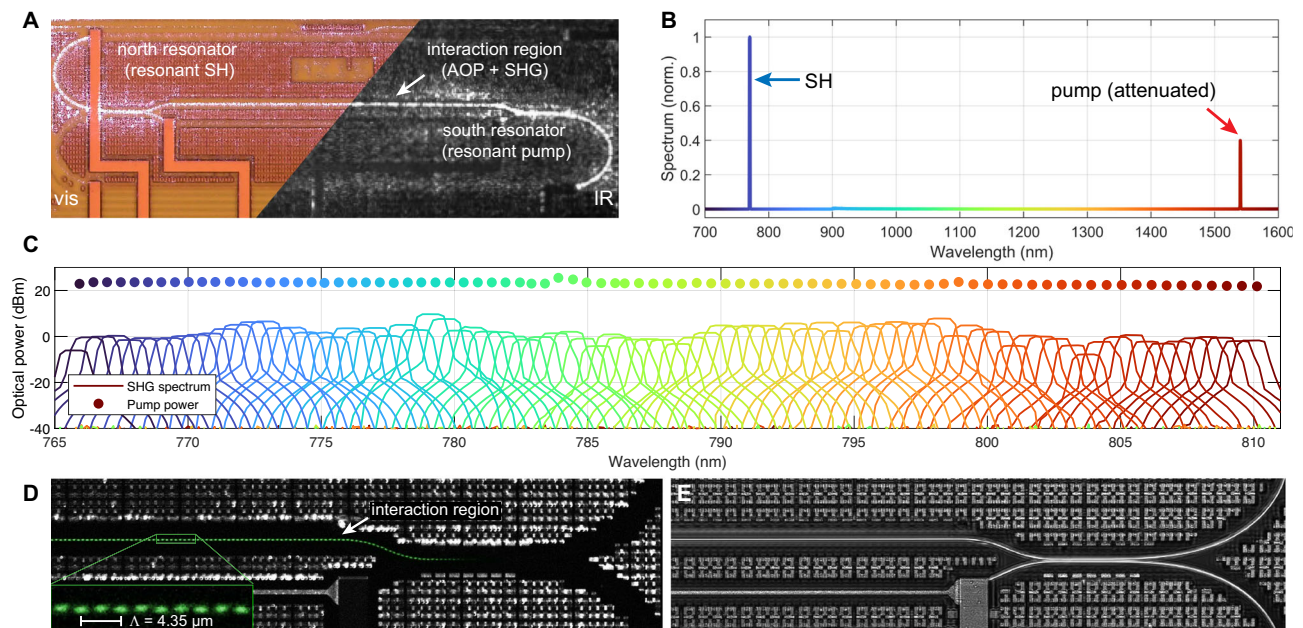 A
north resonator
(resonant SH)
interaction region
(AOP + SHG)
south resonator
(resonant pump)
vis
IR
B
Spectrum (norm.)
1
0.8
0.6
0.4
0.2
0
SH
pump (attenuated)
700 800 900 1000 1100 1200 1300 1400 1500 1600
Wavelength (nm)
C
Optical power (dBm)
20
0
-20
-40
SHG spectrum
Pump power
765 770 775 780 785 790 795 800 805 810
Wavelength (nm)
D
interaction region
Λ = 4.35 μm
E